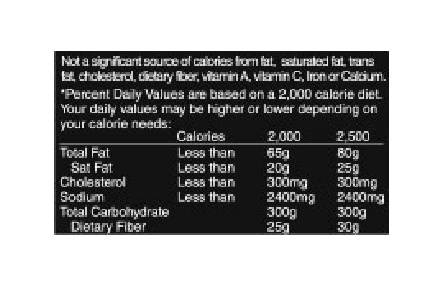 Not a significant source of calories from fat, saturated fat, trans
fat, cholesterol, dietary fiber, vitamin A, vitamin C, Iron or Calcium.
*Percent Daily Values are based on a 2,000 calorie diet.
Your daily values may be higher or lower depending on
your calorie needs:
Calories 2,000 2,500
Total Fat Less than 65g 80g
Sat Fat Less than 20g 25g
Cholesterol Less than 300mg 300mg
Sodium Less than 2400mg 2400mg
Total Carbohydrate 300g 300g
Dietary Fiber 25g 30g